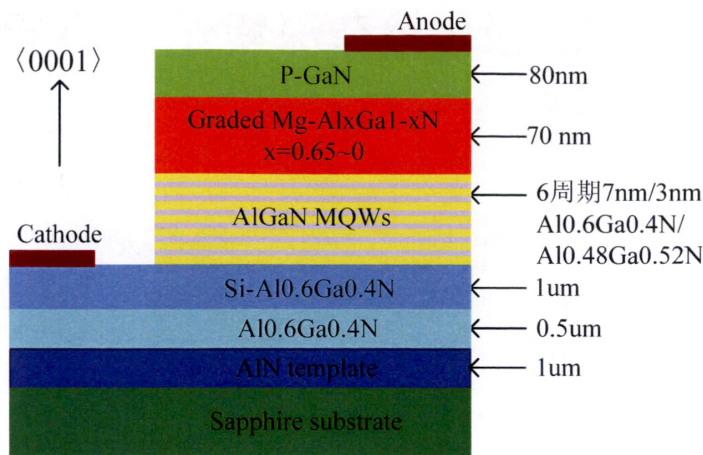 Anode
〈0001〉
P-GaN
80nm
Graded Mg-AlxGa1-xN
x=0.65~0
70 nm
6周期7nm/3nm
Al0.6Ga0.4N/
Al0.48Ga0.52N
AlGaN MQWs
Cathode
Si-Al0.6Ga0.4N
1um
Al0.6Ga0.4N
0.5um
AlN template
1um
Sapphire substrate